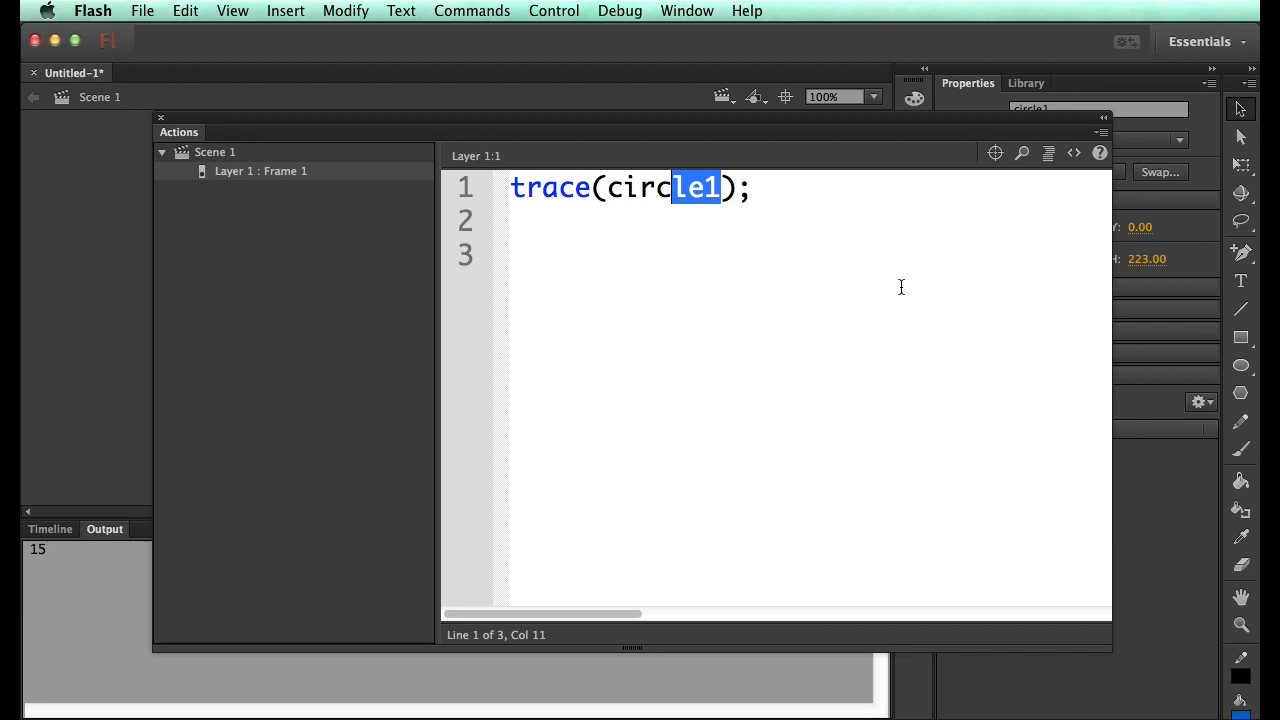 Flash File Edit View Insert Modify Text Commands Control Debug Window Help
Fl
Essentials
Untitled-1*
Scene 1
100%
Properties Library
circle1
Actions
Scene 1
Layer 1 : Frame 1
Layer 1:1
Swap...
1 trace(circle1);
2
3
Y: 0.00
H: 223.00
Timeline Output
15
Line 1 of 3, Col 11